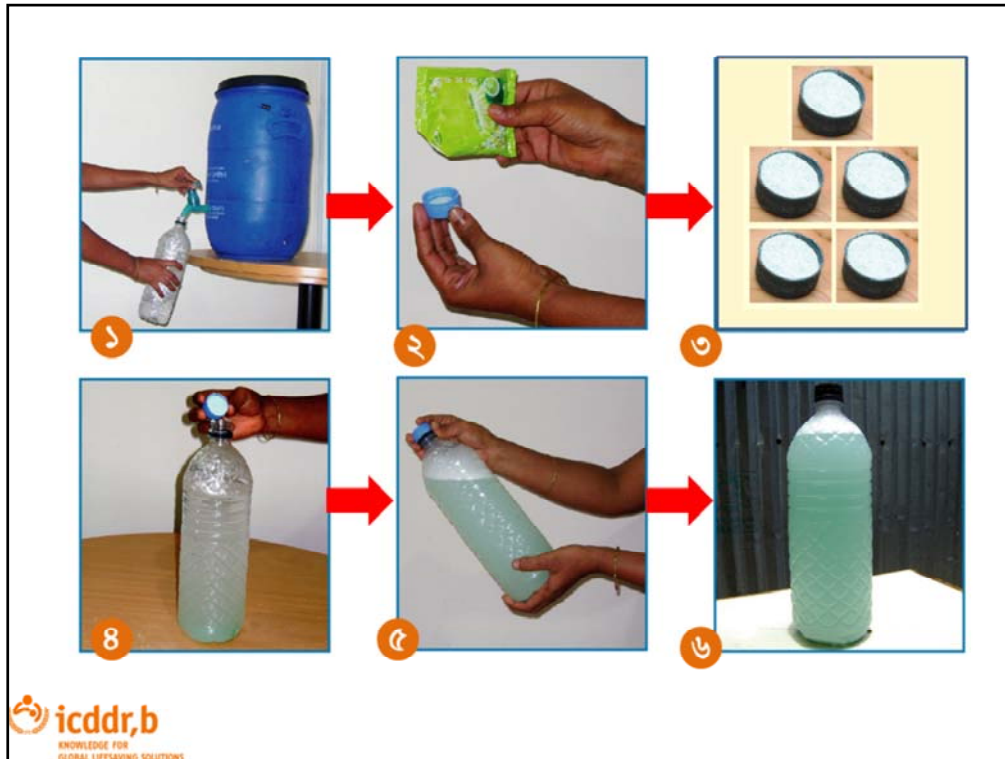 ১
২
৩
৪
৫
৬
icddr,b
KNOWLEDGE FOR
GLOBAL LIFESAVING SOLUTIONS